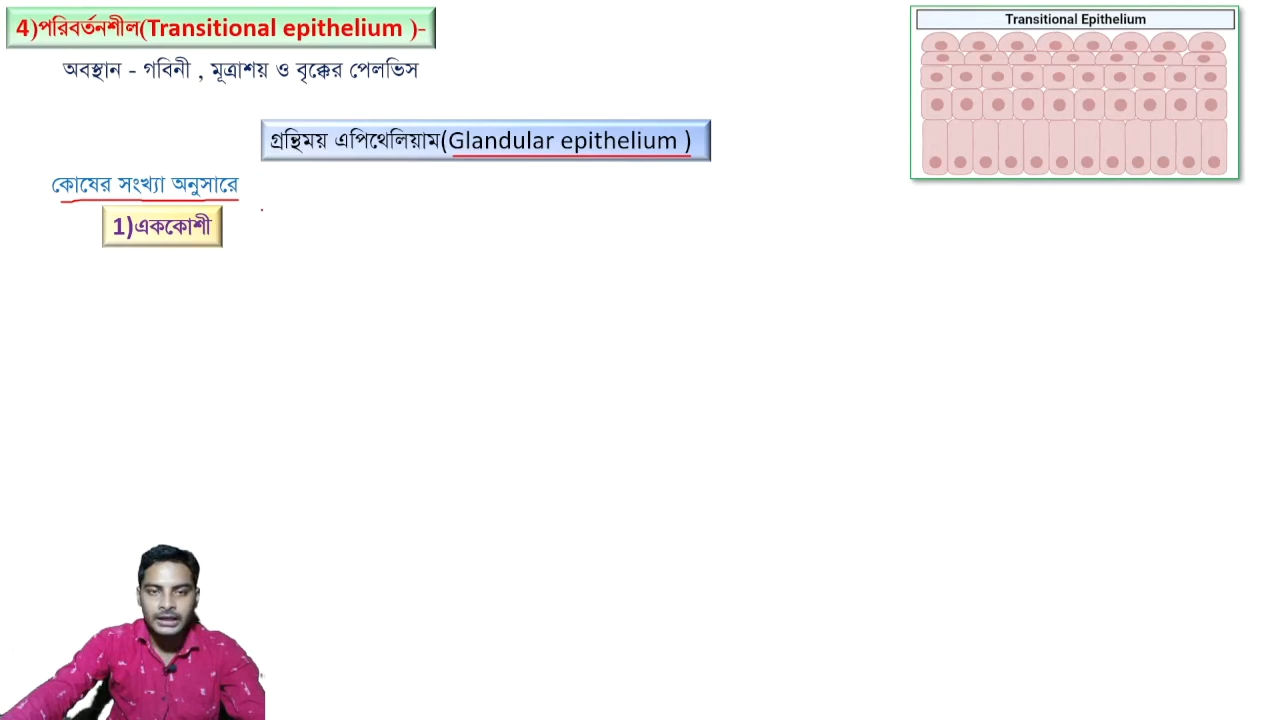 4)পরিবর্তনশীল(Transitional epithelium )-
Transitional Epithelium
অবস্থান - গবিনী , মূত্রাশয় ও বৃক্কের পেলভিস
গ্রন্থিময় এপিথেলিয়াম(Glandular epithelium )
কোষের সংখ্যা অনুসারে
1)এককোশী